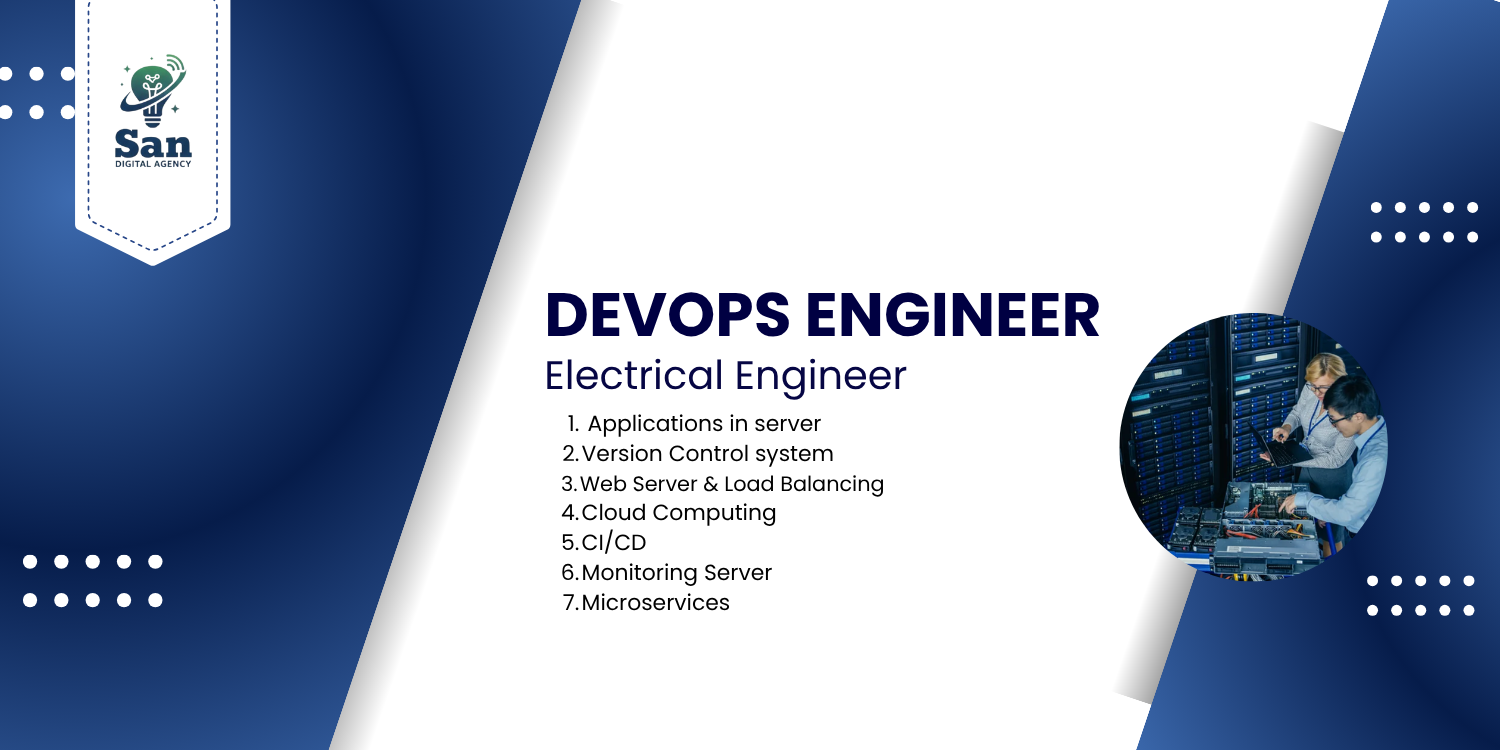 San
DIGITAL AGENCY
DEVOPS ENGINEER
Electrical Engineer
1. Applications in server
2. Version Control system
3. Web Server & Load Balancing
4. Cloud Computing
5. CI/CD
6. Monitoring Server
7. Microservices